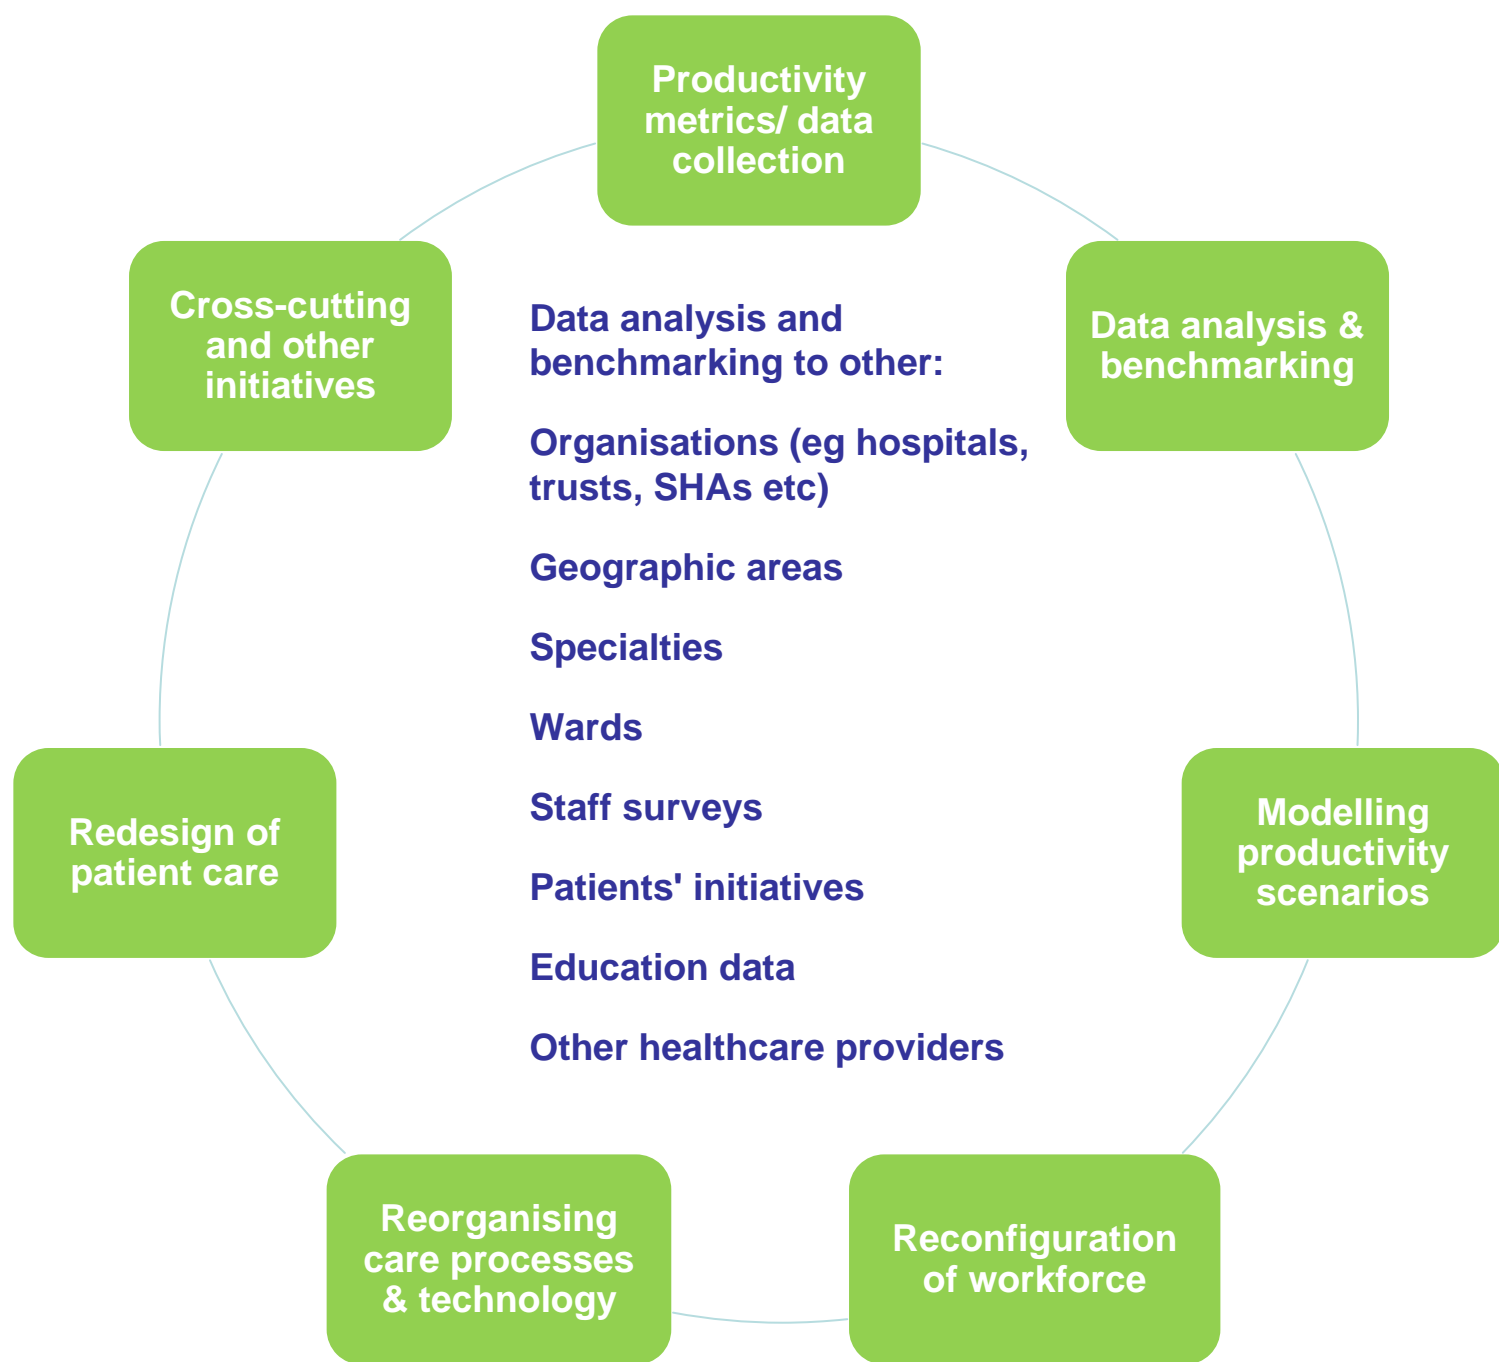 Productivity
metrics/ data
collection
Data analysis &
benchmarking
Modelling
productivity
scenarios
Reconfiguration
of workforce
Reorganising
care processes
& technology
Redesign of
patient care
Cross-cutting
and other
initiatives
Data analysis and
benchmarking to other:
Organisations (eg hospitals,
trusts, SHAs etc)
Geographic areas
Specialties
Wards
Staff surveys
Patients' initiatives
Education data
Other healthcare providers